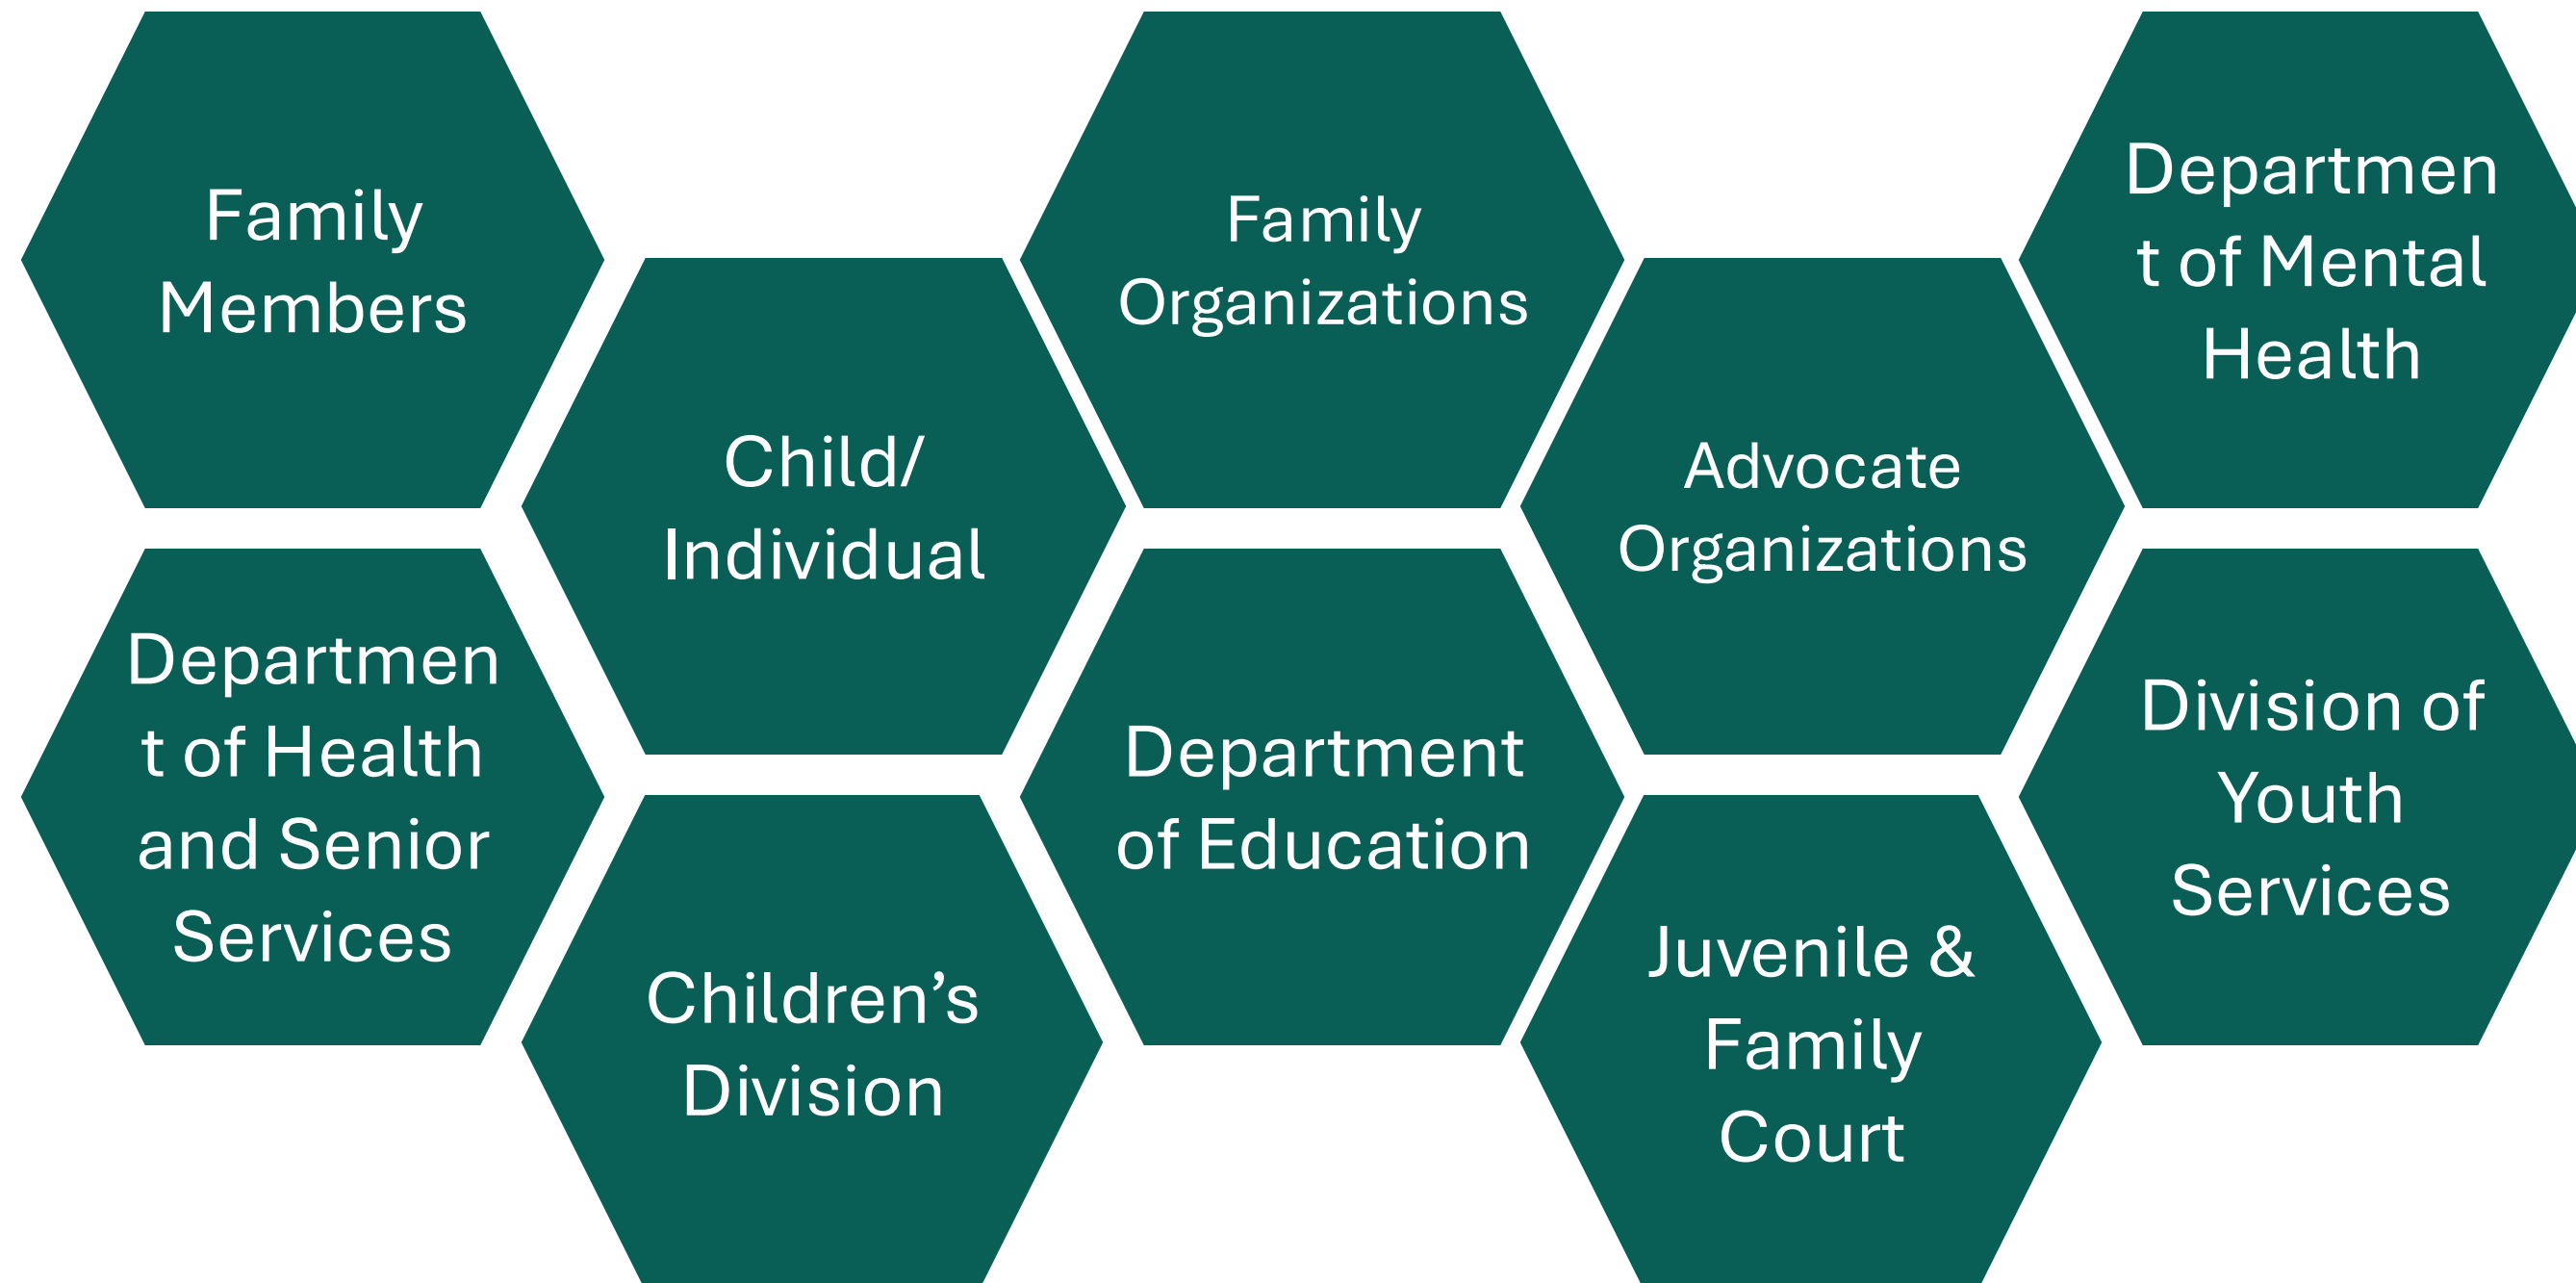 Family
Members
Child/
Individual
Family
Organizations
Advocate
Organizations
Departmen
t of Mental
Health
Departmen
t of Health
and Senior
Services
Children’s
Division
Department
of Education
Juvenile &
Family
Court
Division of
Youth
Services